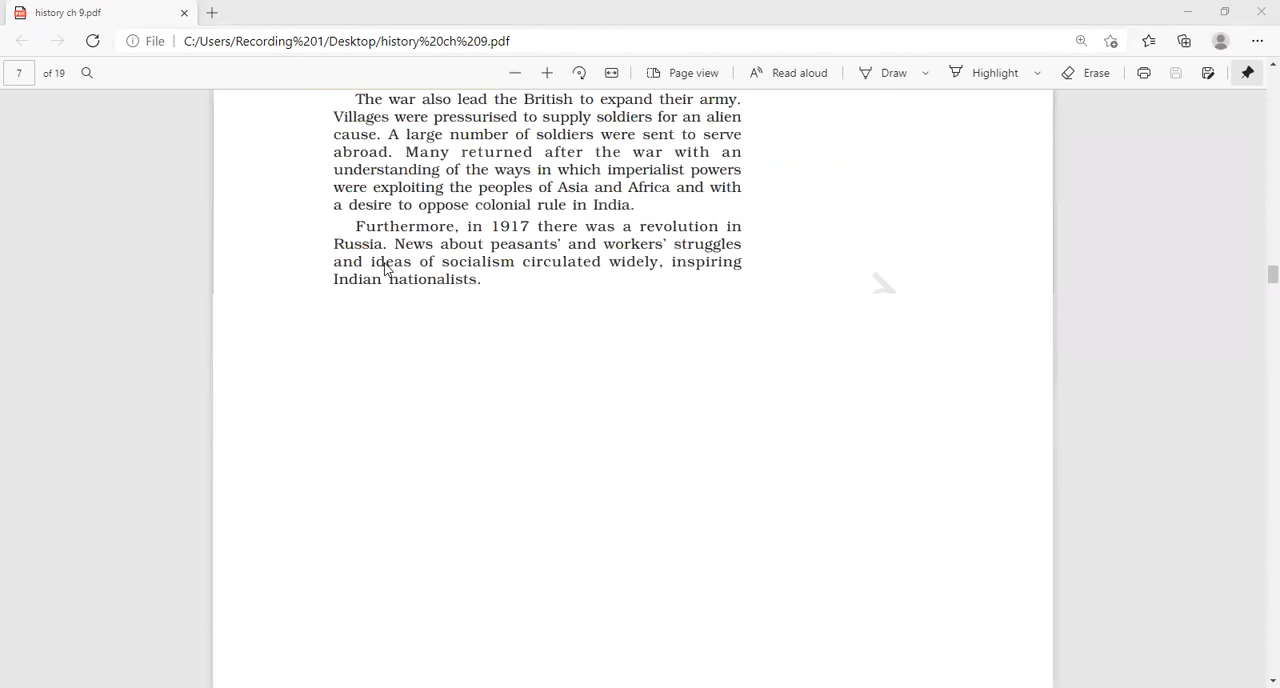 history ch 9.pdf
File
C:/Users/Recording%201/Desktop/history%20ch%209.pdf
7 of 19
Page view
Read aloud
Draw
Highlight
Erase
The war also lead the British to expand their army.
Villages were pressurised to supply soldiers for an alien
cause. A large number of soldiers were sent to serve
abroad. Many returned after the war with an
understanding of the ways in which imperialist powers
were exploiting the peoples of Asia and Africa and with
a desire to oppose colonial rule in India.
Furthermore, in 1917 there was a revolution in
Russia. News about peasants' and workers' struggles
and ideas of socialism circulated widely, inspiring
Indian nationalists.